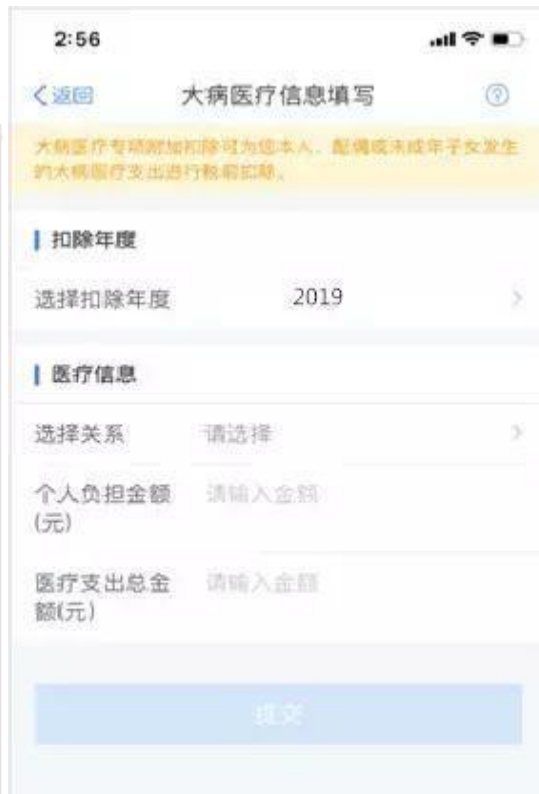 2:56
返回
大病医疗信息填写
大病医疗专项附加扣除可为您本人、配偶或未成年子女发生
的大病医疗支出进行税前扣除。
扣除年度
选择扣除年度 2019
医疗信息
选择关系 请选择
个人负担金额
(元)
请输入金额
医疗支出总金
额(元)
请输入金额
提交